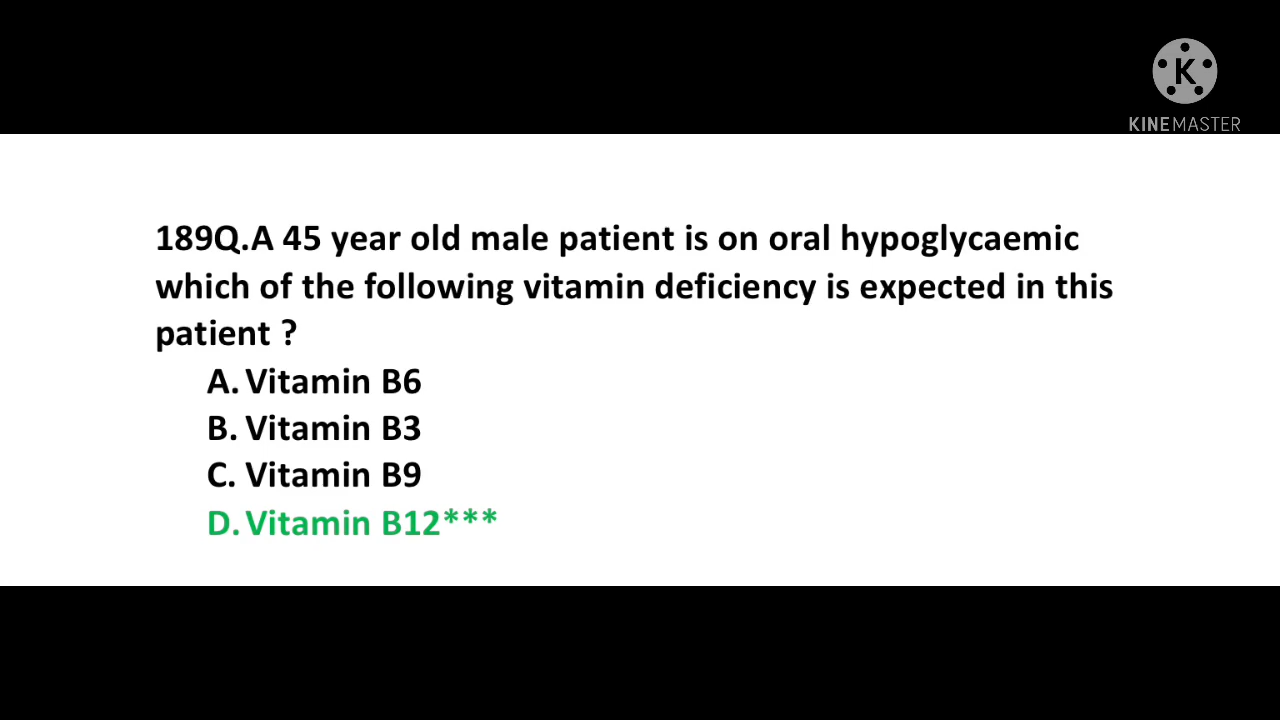 KINEMASTER
189Q.A 45 year old male patient is on oral hypoglycaemic
which of the following vitamin deficiency is expected in this
patient ?
A. Vitamin B6
B. Vitamin B3
C. Vitamin B9
D. Vitamin B12***